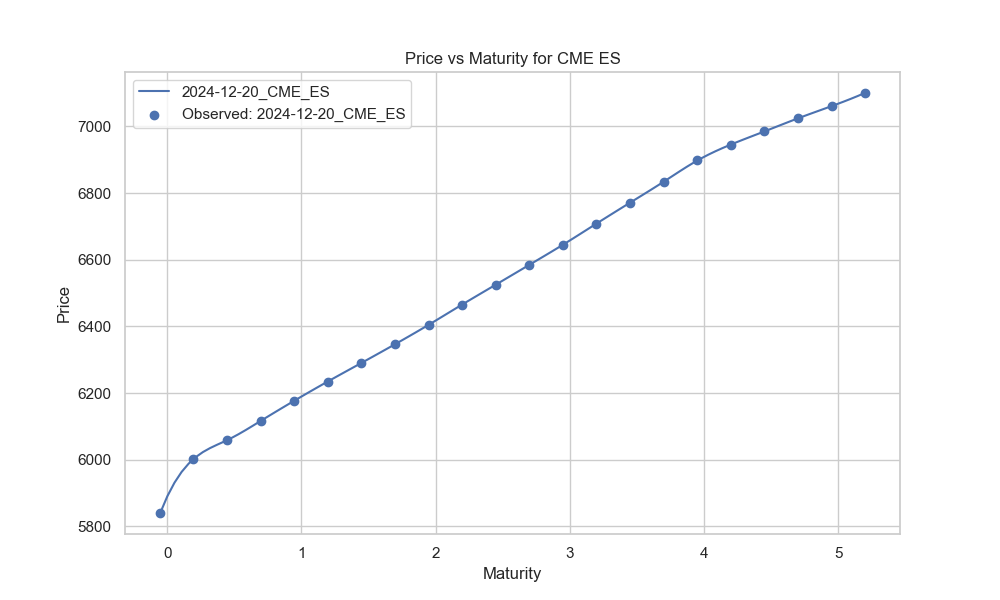 Price vs Maturity for CME ES
2024-12-20_CME_ES
Observed: 2024-12-20_CME_ES
7000
6800
6600
6400
6200
6000
5800
Price
0 1 2 3 4 5
Maturity